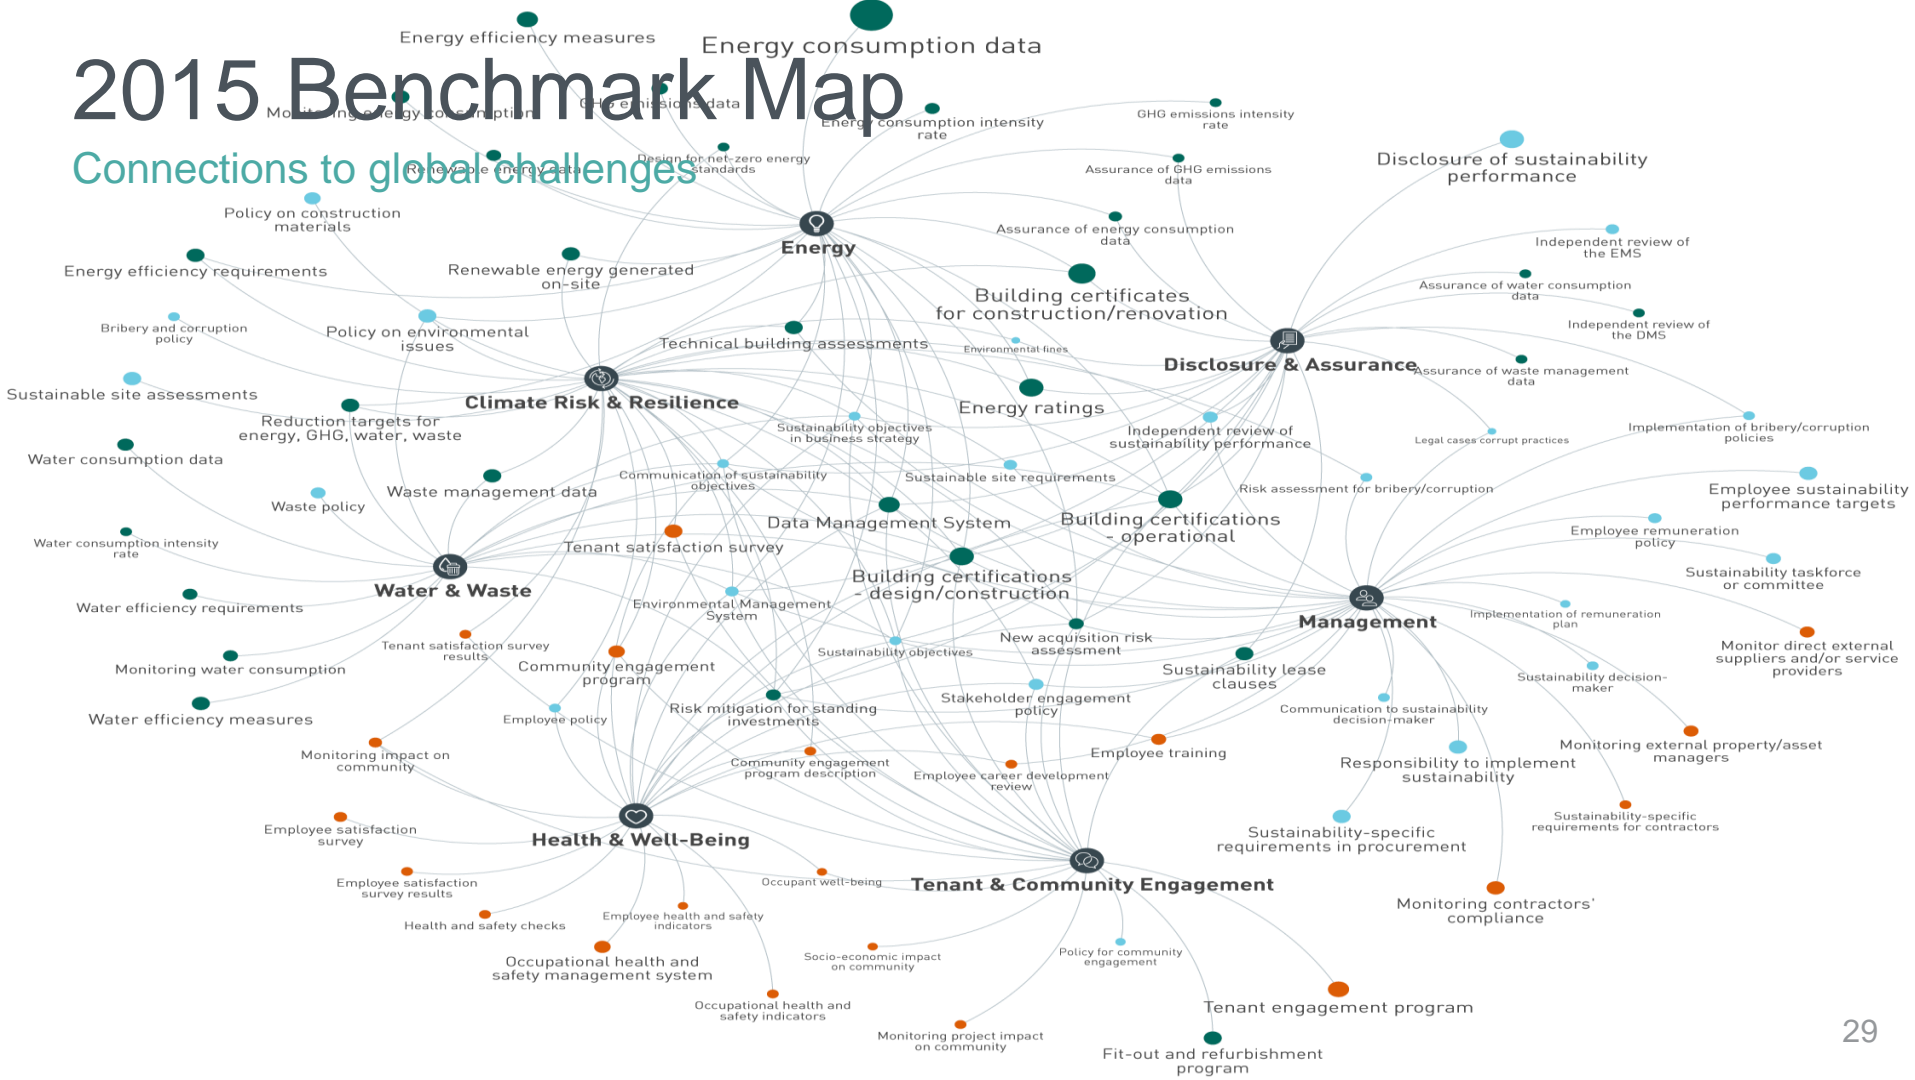 Energy efficiency measures
Energy consumption data
2015 Benchmark Map
Monitoring energy consumption
GHG emissions data
Energy consumption intensity
rate
GHG emissions intensity
rate
Connections to global challenges
Renewable energy data
Design for net-zero energy
standards
Assurance of GHG emissions
data
Disclosure of sustainability
performance
Policy on construction
materials
Energy
Assurance of energy consumption
data
Independent review of
the EMS
Energy efficiency requirements
Renewable energy generated
on-site
Building certificates
for construction/renovation
Assurance of water consumption
data
Bribery and corruption
policy
Policy on environmental
issues
Technical building assessments
Environmental fines
Independent review of
the DMS
Disclosure & Assurance
Assurance of waste management
data
Sustainable site assessments
Climate Risk & Resilience
Energy ratings
Reduction targets for
energy, GHG, water, waste
Sustainability objectives
in business strategy
Independent review of
sustainability performance
Legal cases corrupt practices
Implementation of bribery/corruption
policies
Water consumption data
Waste management data
Communication of sustainability
objectives
Sustainable site requirements
Risk assessment for bribery/corruption
Employee sustainability
performance targets
Waste policy
Data Management System
Building certifications
- operational
Employee remuneration
policy
Water consumption intensity
rate
Tenant satisfaction survey
Sustainability taskforce
or committee
Water & Waste
Building certifications
- design/construction
Water efficiency requirements
Environmental Management
System
Management
Implementation of remuneration
plan
Tenant satisfaction survey
results
Sustainability objectives
New acquisition risk
assessment
Monitor direct external
suppliers and/or service
providers
Monitoring water consumption
Community engagement
program
Sustainability lease
clauses
Sustainability decision-
maker
Water efficiency measures
Employee policy
Risk mitigation for standing
investments
Stakeholder engagement
policy
Communication to sustainability
decision-maker
Monitoring impact on
community
Community engagement
program description
Employee career development
review
Employee training
Responsibility to implement
sustainability
Monitoring external property/asset
managers
Employee satisfaction
survey
Health & Well-Being
Sustainability-specific
requirements in procurement
Sustainability-specific
requirements for contractors
Employee satisfaction
survey results
Occupant well-being
Tenant & Community Engagement
Monitoring contractors'
compliance
Health and safety checks
Employee health and safety
indicators
Occupational health and
safety management system
Socio-economic impact
on community
Policy for community
engagement
Occupational health and
safety indicators
Tenant engagement program
Monitoring project impact
on community
Fit-out and refurbishment
program
29